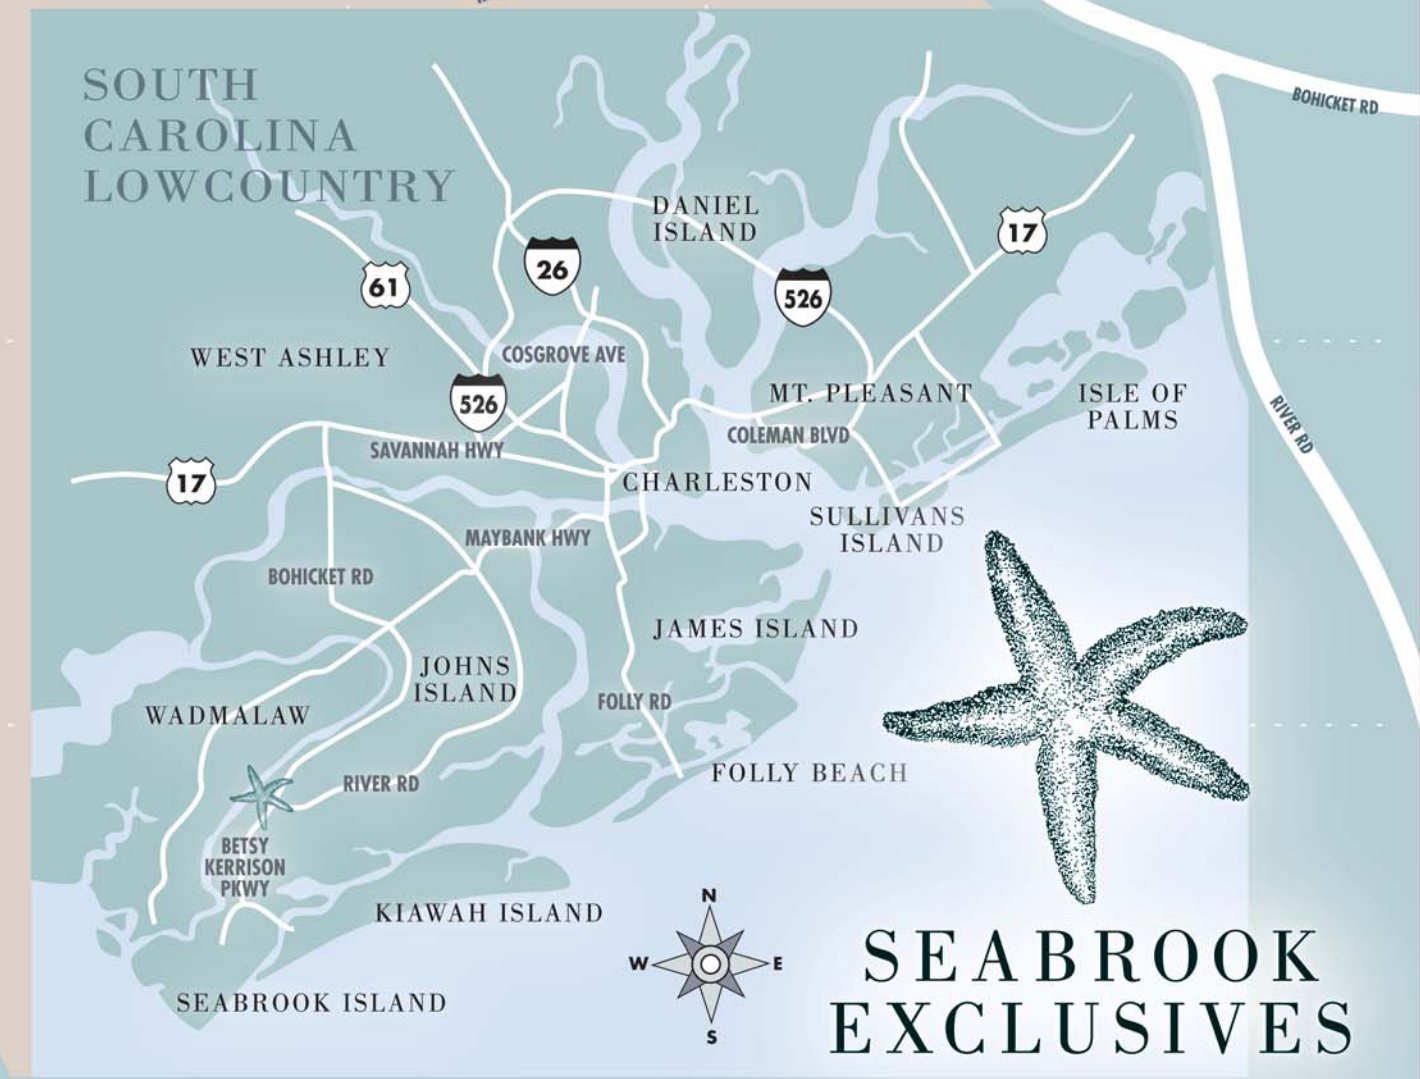 SOUTH
CAROLINA
LOWCOUNTRY
BOHICKET RD
DANIEL
ISLAND
17
26
61
526
WEST ASHLEY
COSGROVE AVE
526
MT. PLEASANT
ISLE OF
PALMS
RIVER RD
COLEMAN BLVD
SAVANNAH HWY
17
CHARLESTON
SULLIVANS
ISLAND
MAYBANK HWY
BOHICKET RD
JAMES ISLAND
JOHNS
ISLAND
FOLLY RD
WADMALAW
FOLLY BEACH
RIVER RD
BETSY
KERRISON
PKWY
KIAWAH ISLAND
N
W E
S
SEABROOK ISLAND
SEABROOK
EXCLUSIVES